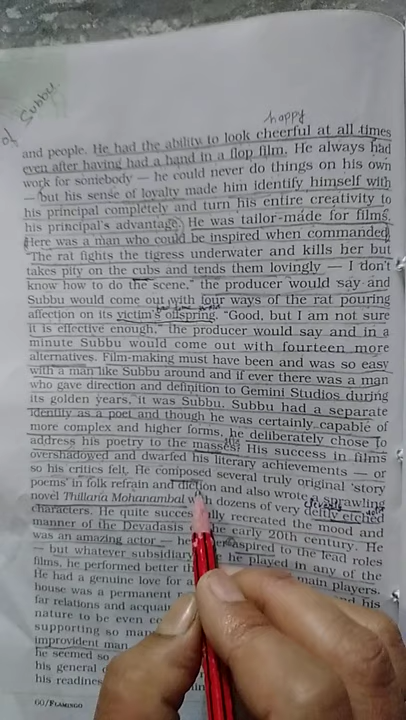 of Subbu
happy
and people. He had the ability to look cheerful at all times
even after having had a hand in a flop film. He always had
work for somebody — he could never do things on his own
— but his sense of loyalty made him identify himself with
his principal completely and turn his entire creativity to
his principal's advantage. He was tailor-made for films.
Here was a man who could be inspired when commanded.
"The rat fights the tigress underwater and kills her but
takes pity on the cubs and tends them lovingly — I don't
know how to do the scene," the producer would say and
Subbu would come out with four ways of the rat pouring
affection on its victim's offspring. "Good, but I am not sure
it is effective enough," the producer would say and in a
minute Subbu would come out with fourteen more
alternatives. Film-making must have been and was so easy
with a man like Subbu around and if ever there was a man
who gave direction and definition to Gemini Studios during
its golden years, it was Subbu. Subbu had a separate
identity as a poet and though he was certainly capable of
more complex and higher forms, he deliberately chose to
address his poetry to the masses. His success in films
overshadowed and dwarfed his literary achievements — or
so his critics felt. He composed several truly original 'story
poems' in folk refrain and diction and also wrote a sprawling
novel Thillana Mohanambal with dozens of very deftly etched
characters. He quite successfully recreated the mood and
manner of the Devadasis of the early 20th century. He
was an amazing actor — he never aspired to the lead roles
— but whatever subsidiary he played in any of the
films, he performed better than main players.
He had a genuine love for and his
house was a permanent
far relations and acquain
nature to be even co
supporting so man
improvident man
he seemed so
his general
his readines
60/FLAMINGO